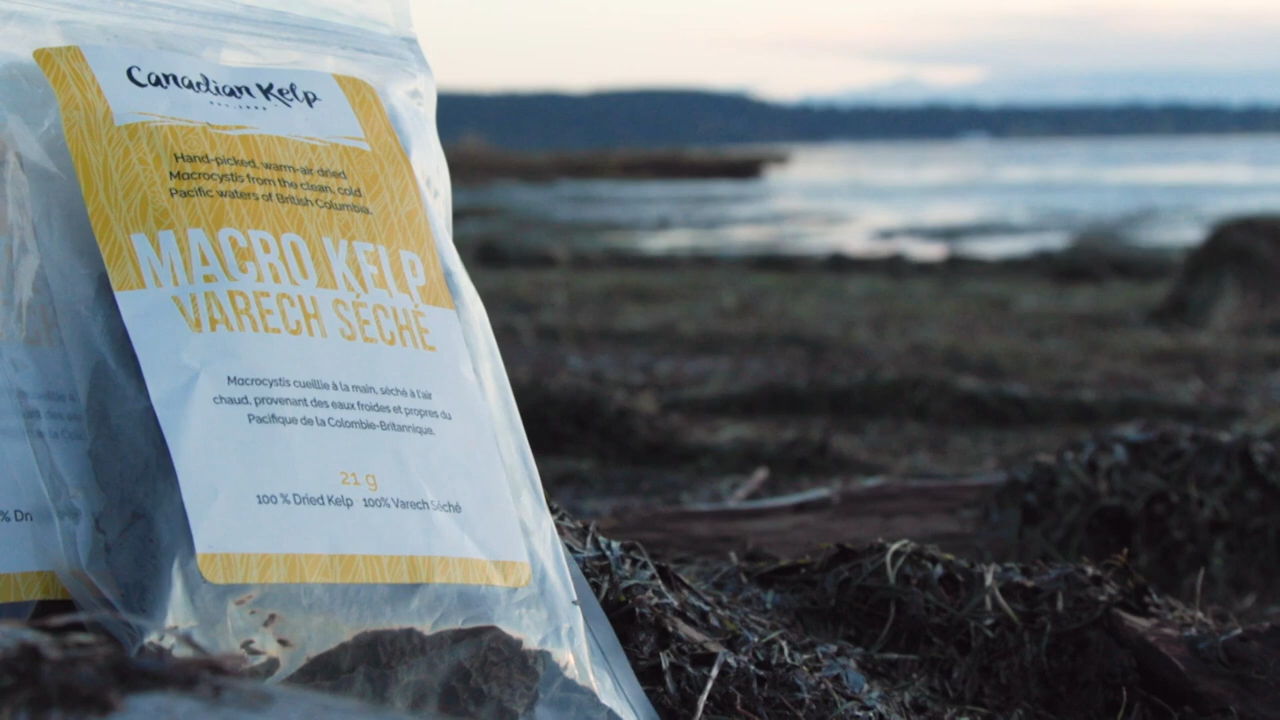 Canadian Kelp
Hand-picked, warm-air dried
Macrocystis from the clean, cold
Pacific waters of British Columbia.
MACRO KELP
VARECH SÉCHÉ
Macrocystis cueillie à la main, séché à l'air
chaud, provenant des eaux froides et propres du
Pacifique de la Colombie-Britannique.
21 g
100 % Dried Kelp · 100% Varech Séché
% Dri